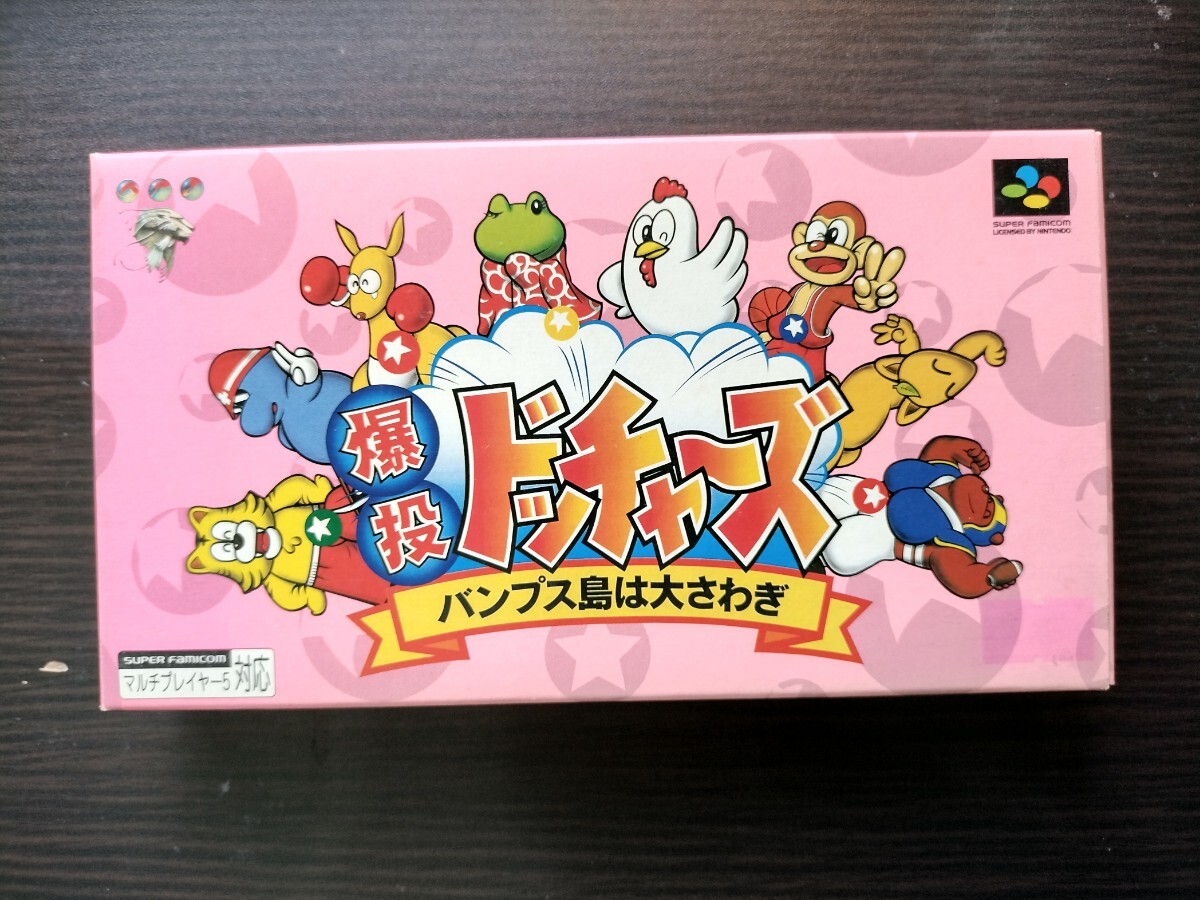 SUPER FAMICOM
LICENSED BY NINTENDO
爆投
ドッチャーズ
バンプス島は大さわぎ
SUPER FAMICOM
マルチプレイヤー5 対応